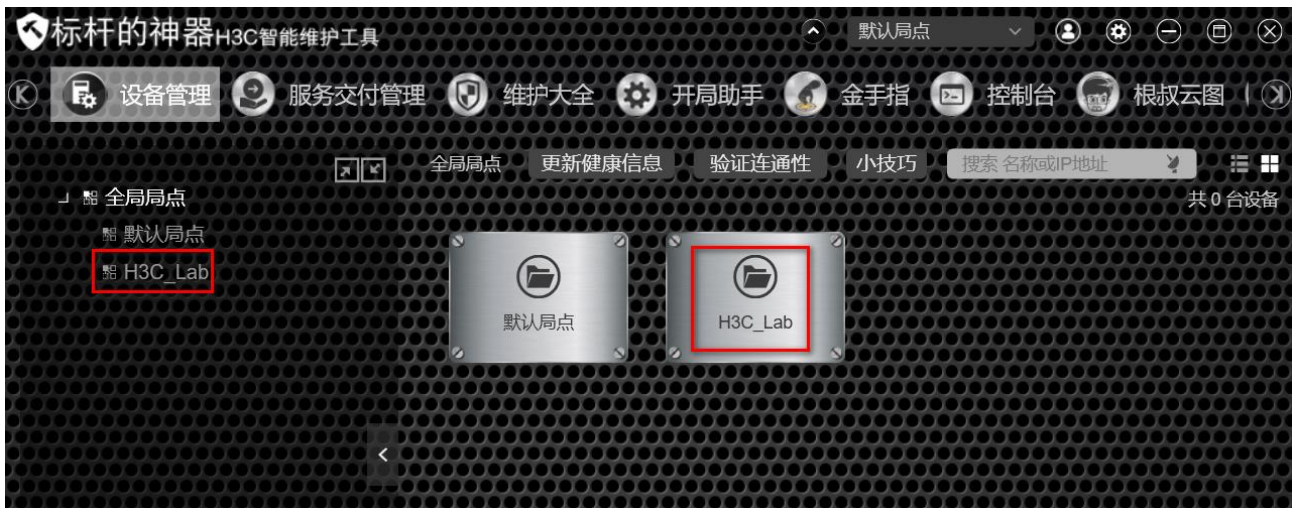 标杆的神器H3C智能维护工具
默认局点
设备管理 服务交付管理 维护大全 开局助手 金手指 控制台 根叔云图
全局局点 更新健康信息 验证连通性 小技巧 搜索 名称或IP地址
共 0 台设备
全局局点
默认局点
H3C_Lab
默认局点
H3C_Lab